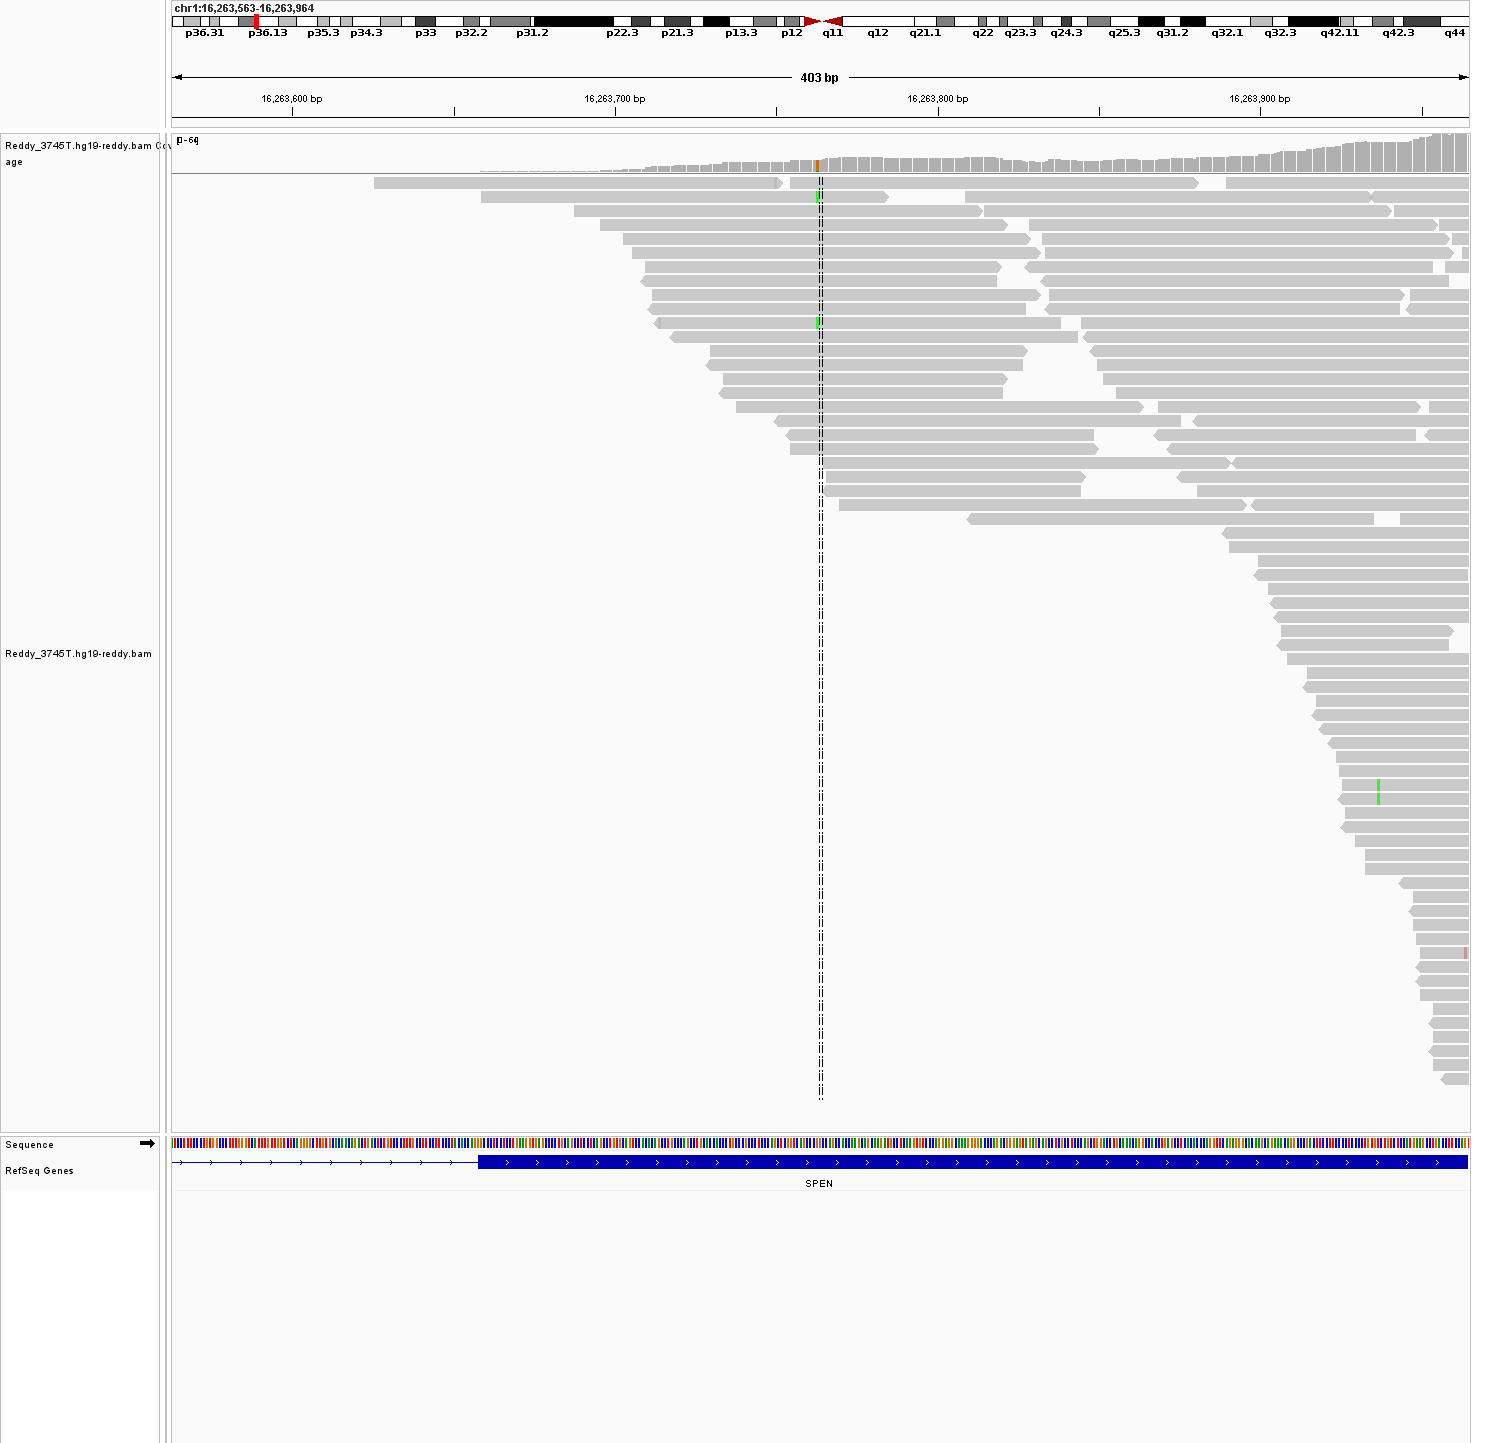 chr1:16,263,563-16,263,964
p36.31 p36.13 p35.3 p34.3 p33 p32.2 p31.2 p22.3 p21.3 p13.3 p12 q11 q12 q21.1 q22 q23.3 q24.3 q25.3 q31.2 q32.1 q32.3 q42.11 q42.3 q44
403 bp
16,263,600 bp 16,263,700 bp 16,263,800 bp 16,263,900 bp
Reddy_3745T.hg19-reddy.bam Cov
age
[0-64]
Reddy_3745T.hg19-reddy.bam
Sequence
RefSeq Genes
SPEN